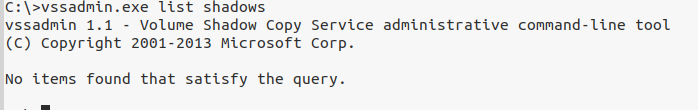 C:\>vssadmin.exe list shadows
vssadmin 1.1 - Volume Shadow Copy Service administrative command-line tool
(C) Copyright 2001-2013 Microsoft Corp.
No items found that satisfy the query.